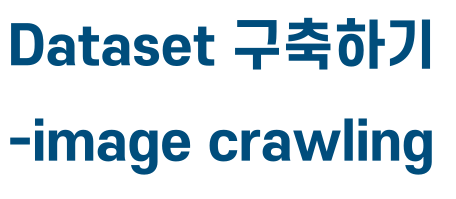 Dataset 구축하기
-image crawling